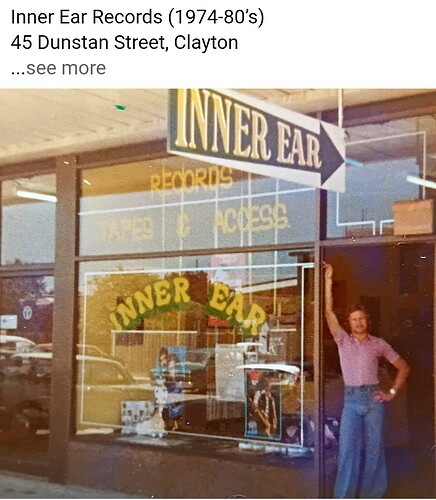 Inner Ear Records (1974-80’s)
45 Dunstan Street, Clayton
...see more
INNER EAR
RECORDS
TAPES & ACCESS.
INNER EAR